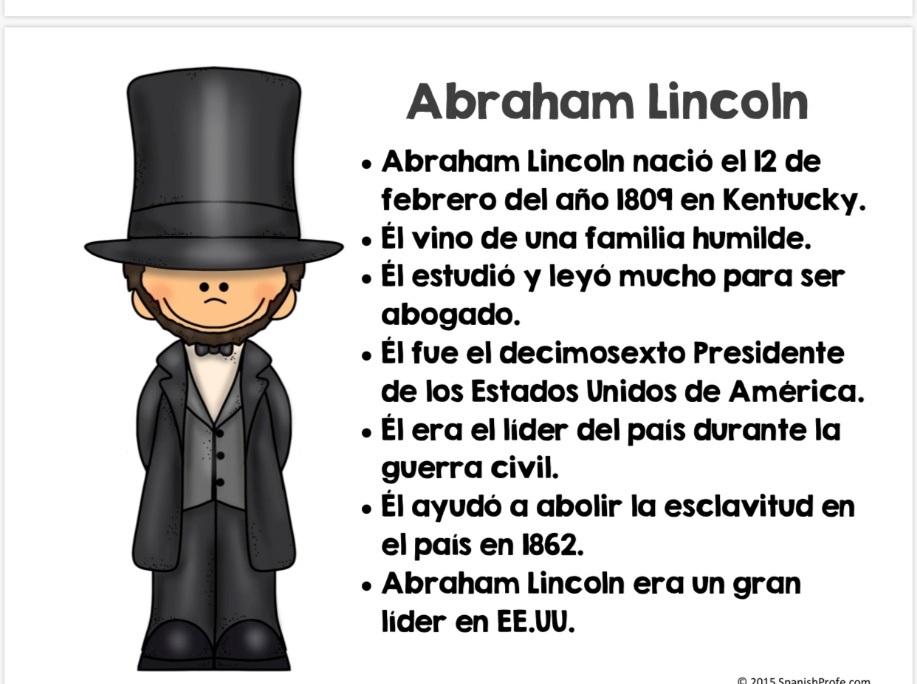 Abraham Lincoln
• Abraham Lincoln nació el 12 de
febrero del año 1809 en Kentucky.
• Él vino de una familia humilde.
• Él estudió y leyó mucho para ser
abogado.
• Él fue el decimosexto Presidente
de los Estados Unidos de América.
• Él era el líder del país durante la
guerra civil.
• Él ayudó a abolir la esclavitud en
el país en 1862.
• Abraham Lincoln era un gran
líder en EE.UU.
© 2015 SpanishProfe.com